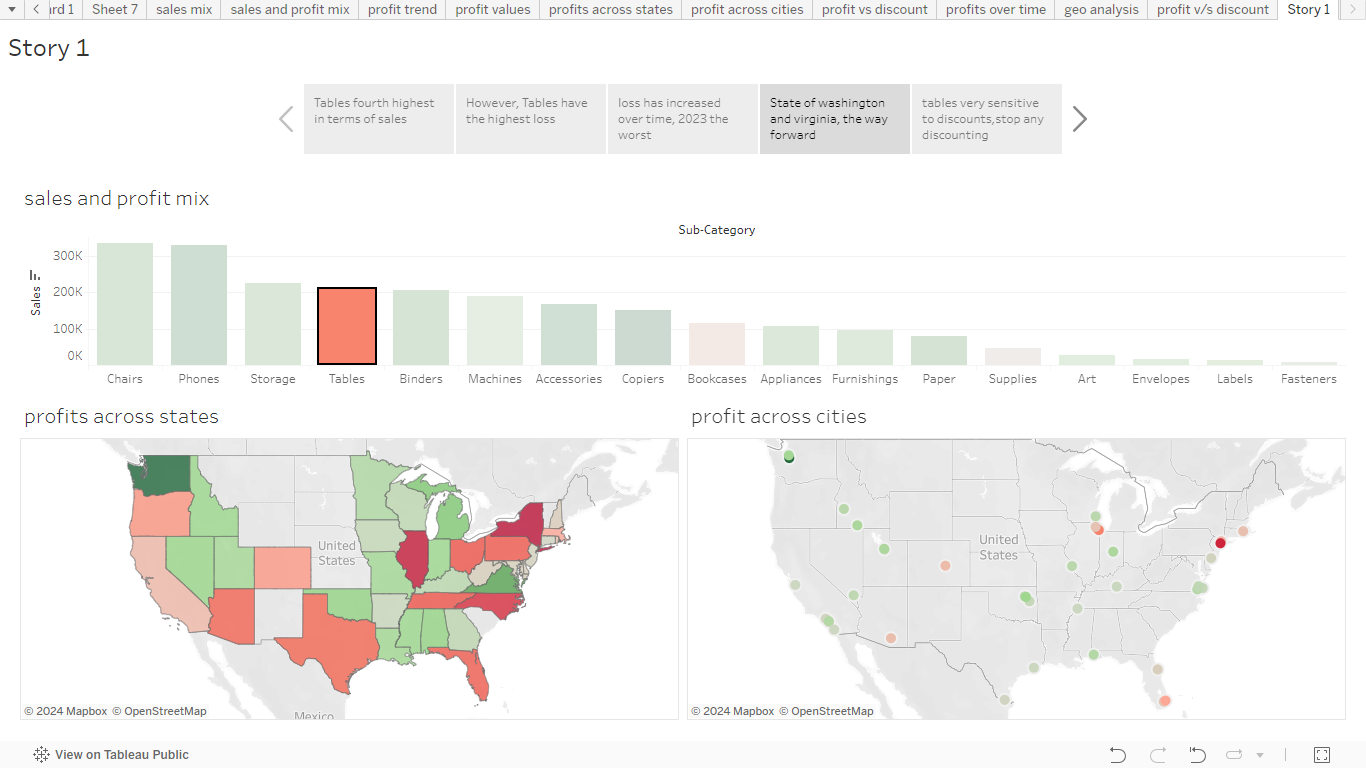 ard 1
Sheet 7
sales mix
sales and profit mix
profit trend
profit values
profits across states
profit across cities
profit vs discount
profits over time
geo analysis
profit v/s discount
Story 1
Story 1
Tables fourth highest
in terms of sales
However, Tables have
the highest loss
loss has increased
over time, 2023 the
worst
State of washington
and virginia, the way
forward
tables very sensitive
to discounts,stop any
discounting
sales and profit mix
Sub-Category
Sales
300K
200K
100K
0K
Chairs
Phones
Storage
Tables
Binders
Machines
Accessories
Copiers
Bookcases
Appliances
Furnishings
Paper
Supplies
Art
Envelopes
Labels
Fasteners
profits across states
profit across cities
United
States
Mexico
© 2024 Mapbox © OpenStreetMap
United
States
© 2024 Mapbox © OpenStreetMap
View on Tableau Public